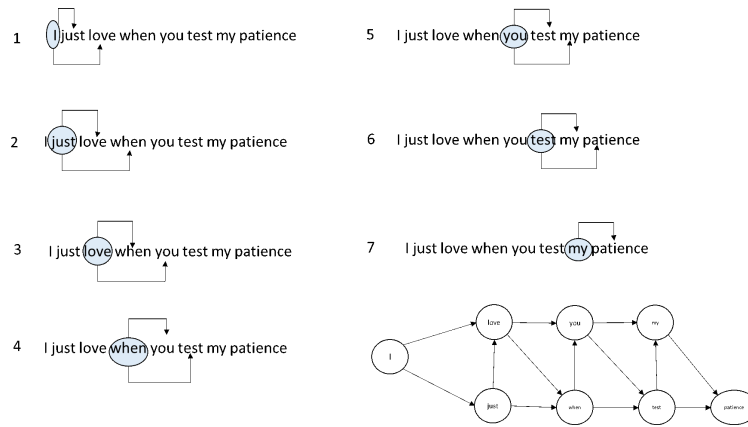 1 I just love when you test my patience
2 I just love when you test my patience
3 I just love when you test my patience
4 I just love when you test my patience
5 I just love when you test my patience
6 I just love when you test my patience
7 I just love when you test my patience
love you my
I
just when test patience